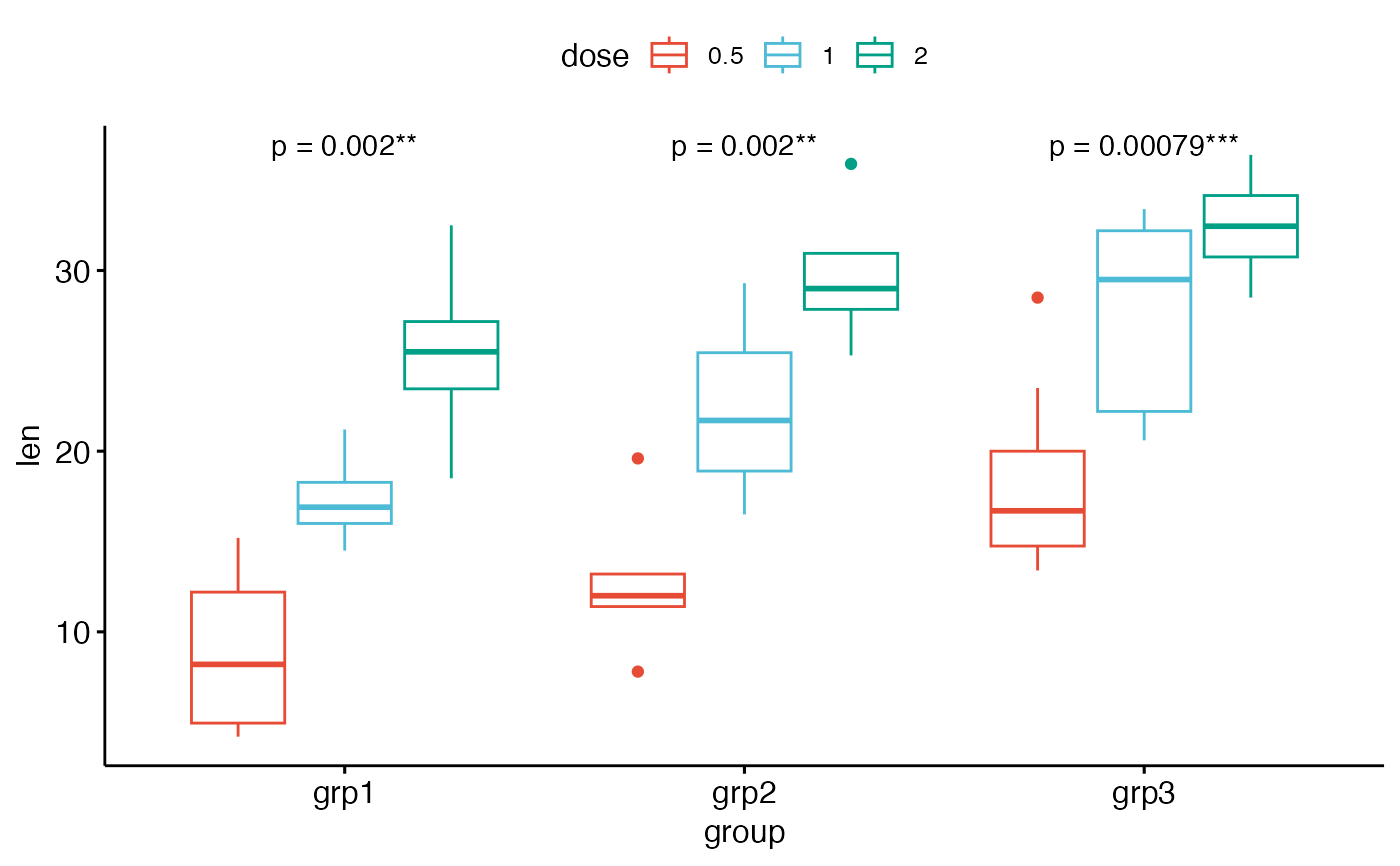 dose 0.5 1 2
p = 0.002** p = 0.002** p = 0.00079***
30
20
10
len
grp1 grp2 grp3
group